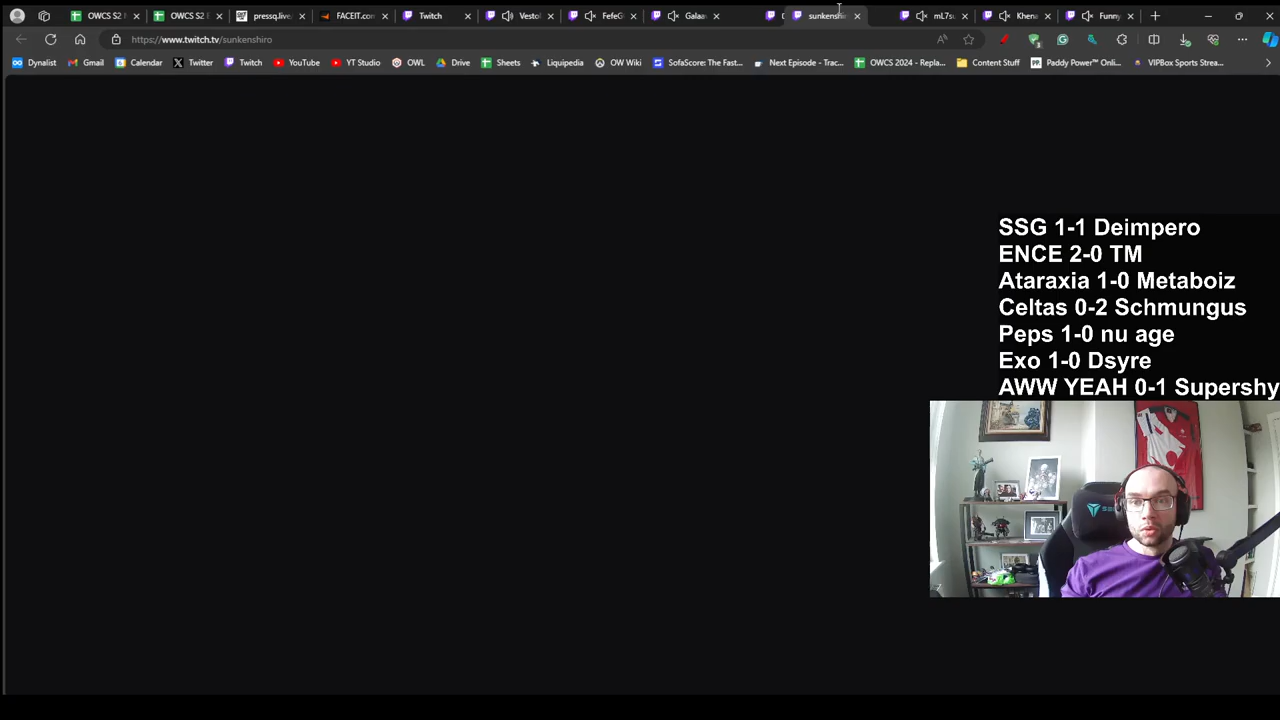 OWCS S2
OWCS S2
pressq.live
FACEIT.com
Twitch
Vesto
FefeG
Galaa
sunkenshir
mL7s
Khena
Funny
https://www.twitch.tv/sunkenshiro
Dynalist
Gmail
Calendar
Twitter
Twitch
YouTube
YT Studio
OWL
Drive
Sheets
Liquipedia
OW Wiki
SofaScore: The Fast...
Next Episode - Trac...
OWCS 2024 - Repla...
Content Stuff
Paddy Power™ Onli...
VIPBox Sports Strea...
SSG 1-1 Deimpero
ENCE 2-0 TM
Ataraxia 1-0 Metaboiz
Celtas 0-2 Schmungus
Peps 1-0 nu age
Exo 1-0 Dsyre
AWW YEAH 0-1 Supershy